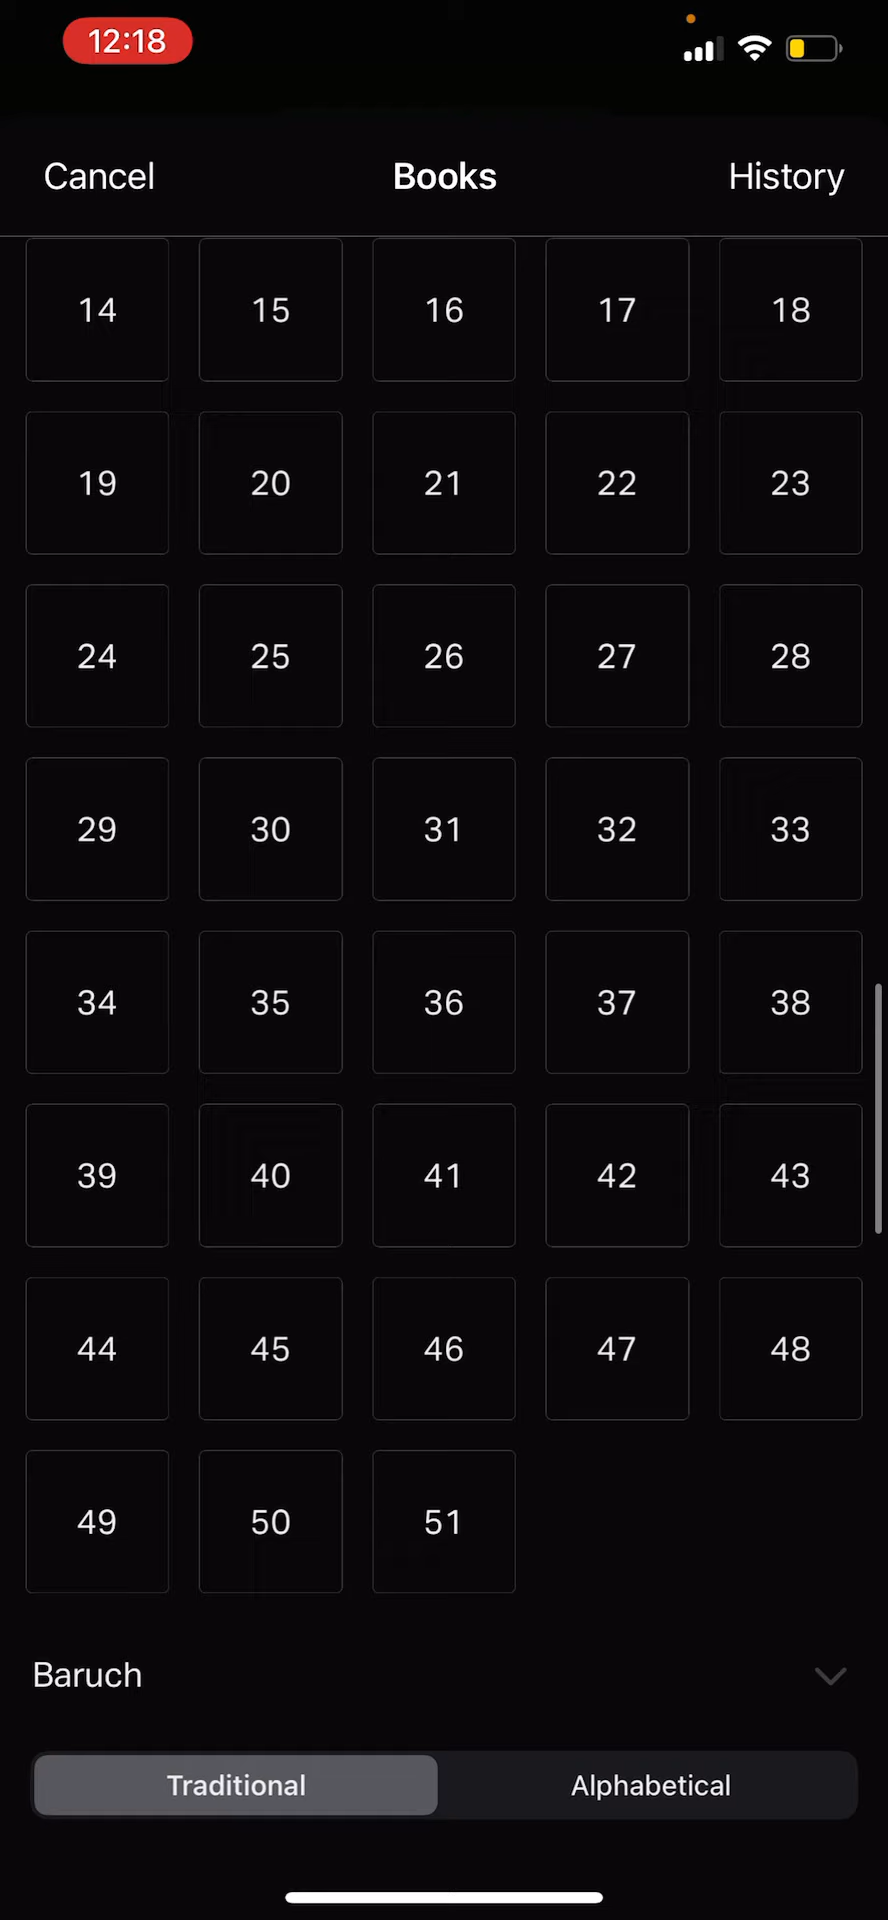 12:18
Cancel Books History
14 15 16 17 18
19 20 21 22 23
24 25 26 27 28
29 30 31 32 33
34 35 36 37 38
39 40 41 42 43
44 45 46 47 48
49 50 51
Baruch
Traditional Alphabetical